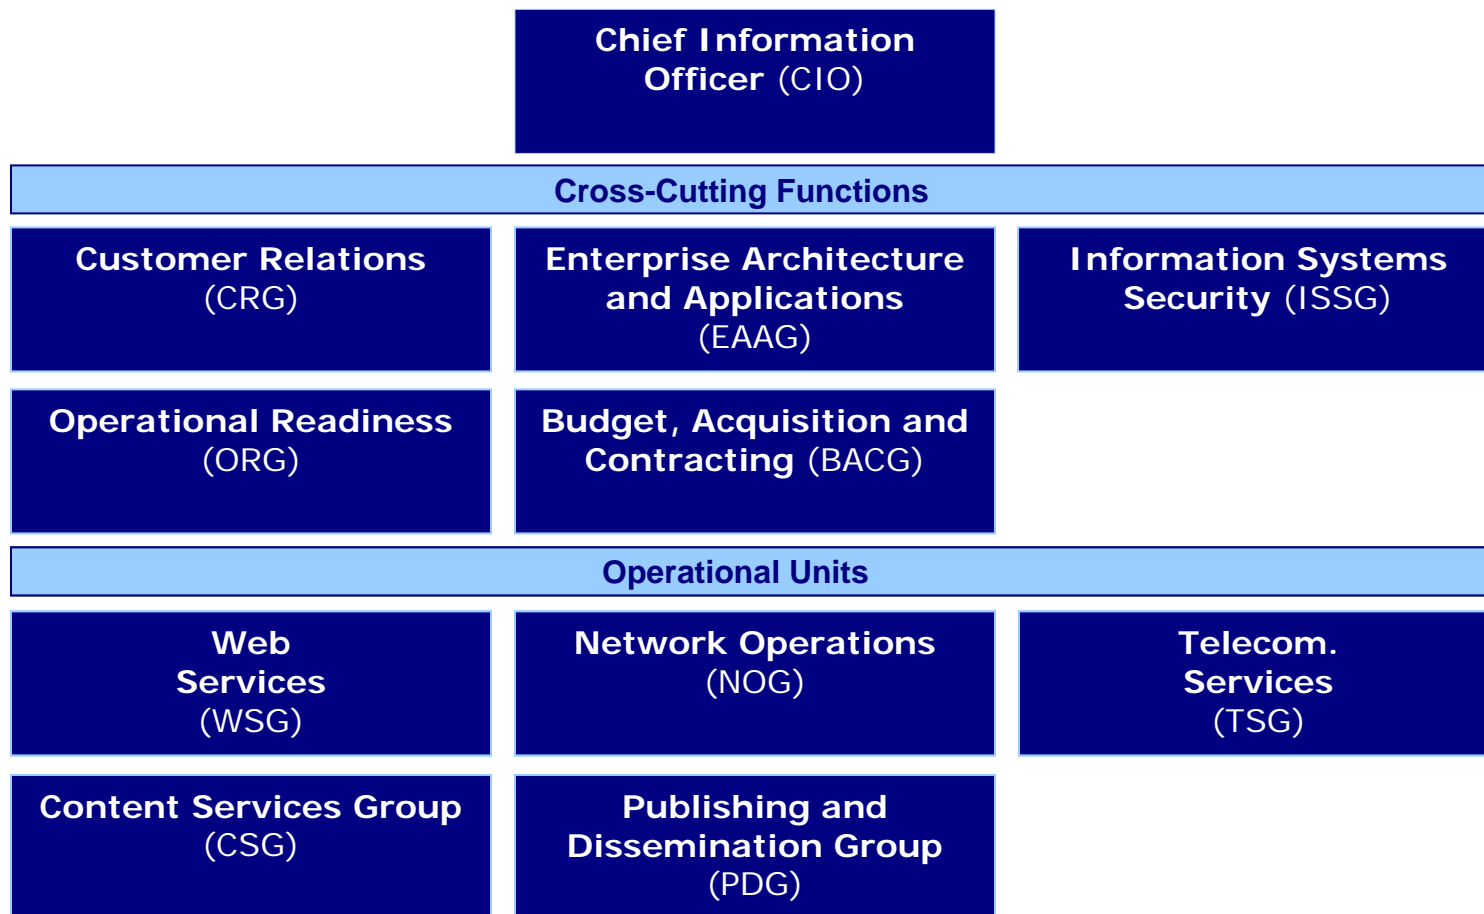 Chief Information
Officer (CIO)
Cross-Cutting Functions
Customer Relations
(CRG)
Enterprise Architecture
and Applications
(EAAG)
Information Systems
Security (ISSG)
Operational Readiness
(ORG)
Budget, Acquisition and
Contracting (BACG)
Operational Units
Web
Services
(WSG)
Network Operations
(NOG)
Telecom.
Services
(TSG)
Content Services Group
(CSG)
Publishing and
Dissemination Group
(PDG)